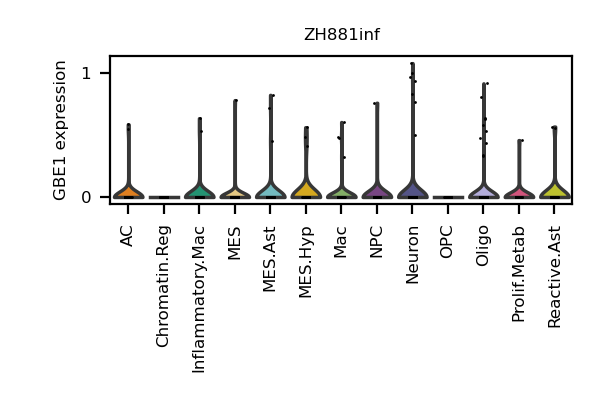 ZH881inf
GBE1 expression
1
0
AC
Chromatin.Reg
Inflammatory.Mac
MES
MES.Ast
MES.Hyp
Mac
NPC
Neuron
OPC
Oligo
Prolif.Metab
Reactive.Ast